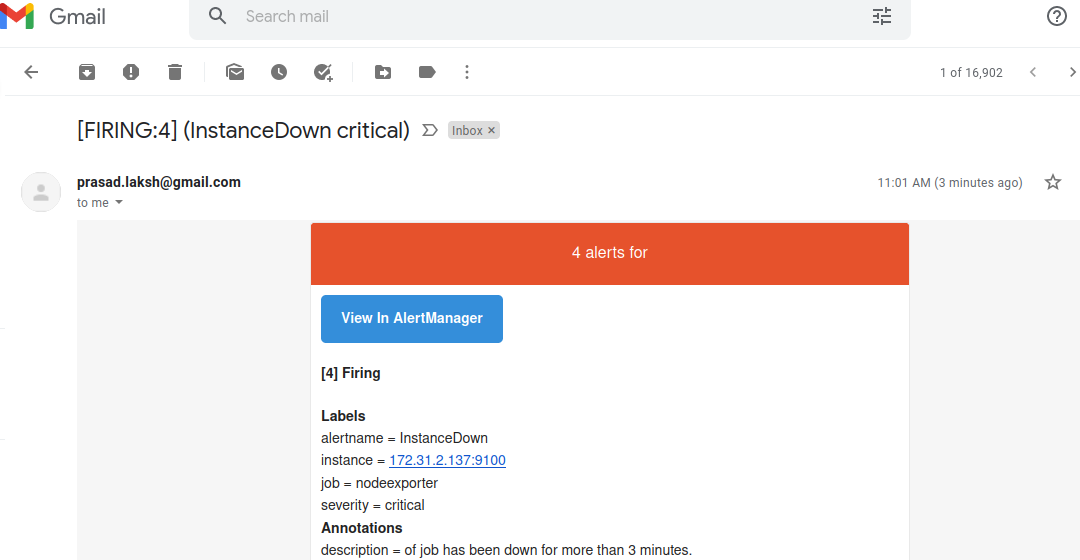 Gmail
Search mail
1 of 16,902
[FIRING:4] (InstanceDown critical)
Inbox ×
prasad.laksh@gmail.com
11:01 AM (3 minutes ago)
to me
4 alerts for
View In AlertManager
[4] Firing
Labels
alertname = InstanceDown
instance = 172.31.2.137:9100
job = nodeexporter
severity = critical
Annotations
description = of job has been down for more than 3 minutes.